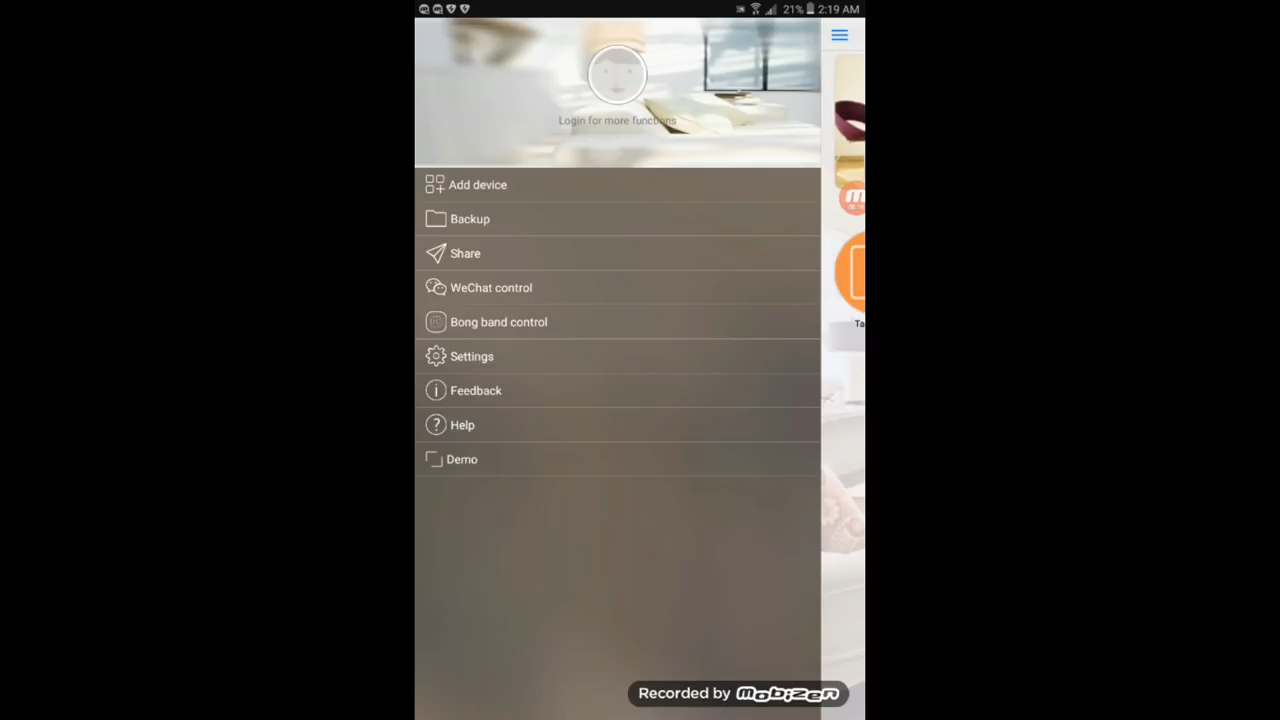 21% 2:19 AM
Login for more functions
Add device
Backup
Share
WeChat control
Bong band control
Settings
Feedback
Help
Demo
Ta
Recorded by Mobizen